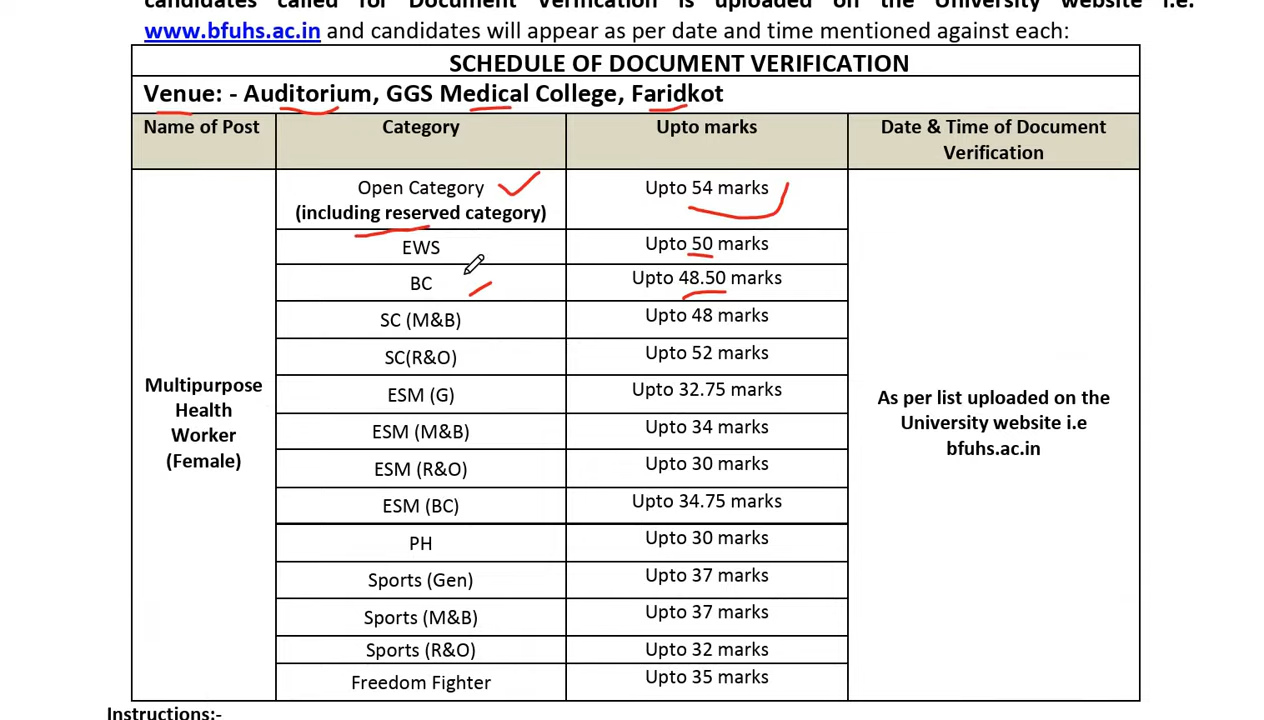 candidates called for Document Verification is uploaded on the University website i.e.
www.bfuhs.ac.in and candidates will appear as per date and time mentioned against each:
SCHEDULE OF DOCUMENT VERIFICATION
Venue: - Auditorium, GGS Medical College, Faridkot
Name of Post Category Upto marks Date & Time of Document
Verification
Open Category Upto 54 marks
(including reserved category)
EWS Upto 50 marks
BC Upto 48.50 marks
SC (M&B) Upto 48 marks
SC(R&O) Upto 52 marks
ESM (G) Upto 32.75 marks
ESM (M&B) Upto 34 marks
ESM (R&O) Upto 30 marks
ESM (BC) Upto 34.75 marks
PH Upto 30 marks
Sports (Gen) Upto 37 marks
Sports (M&B) Upto 37 marks
Sports (R&O) Upto 32 marks
Freedom Fighter Upto 35 marks
Multipurpose
Health
Worker
(Female)
As per list uploaded on the
University website i.e
bfuhs.ac.in
Instructions:-